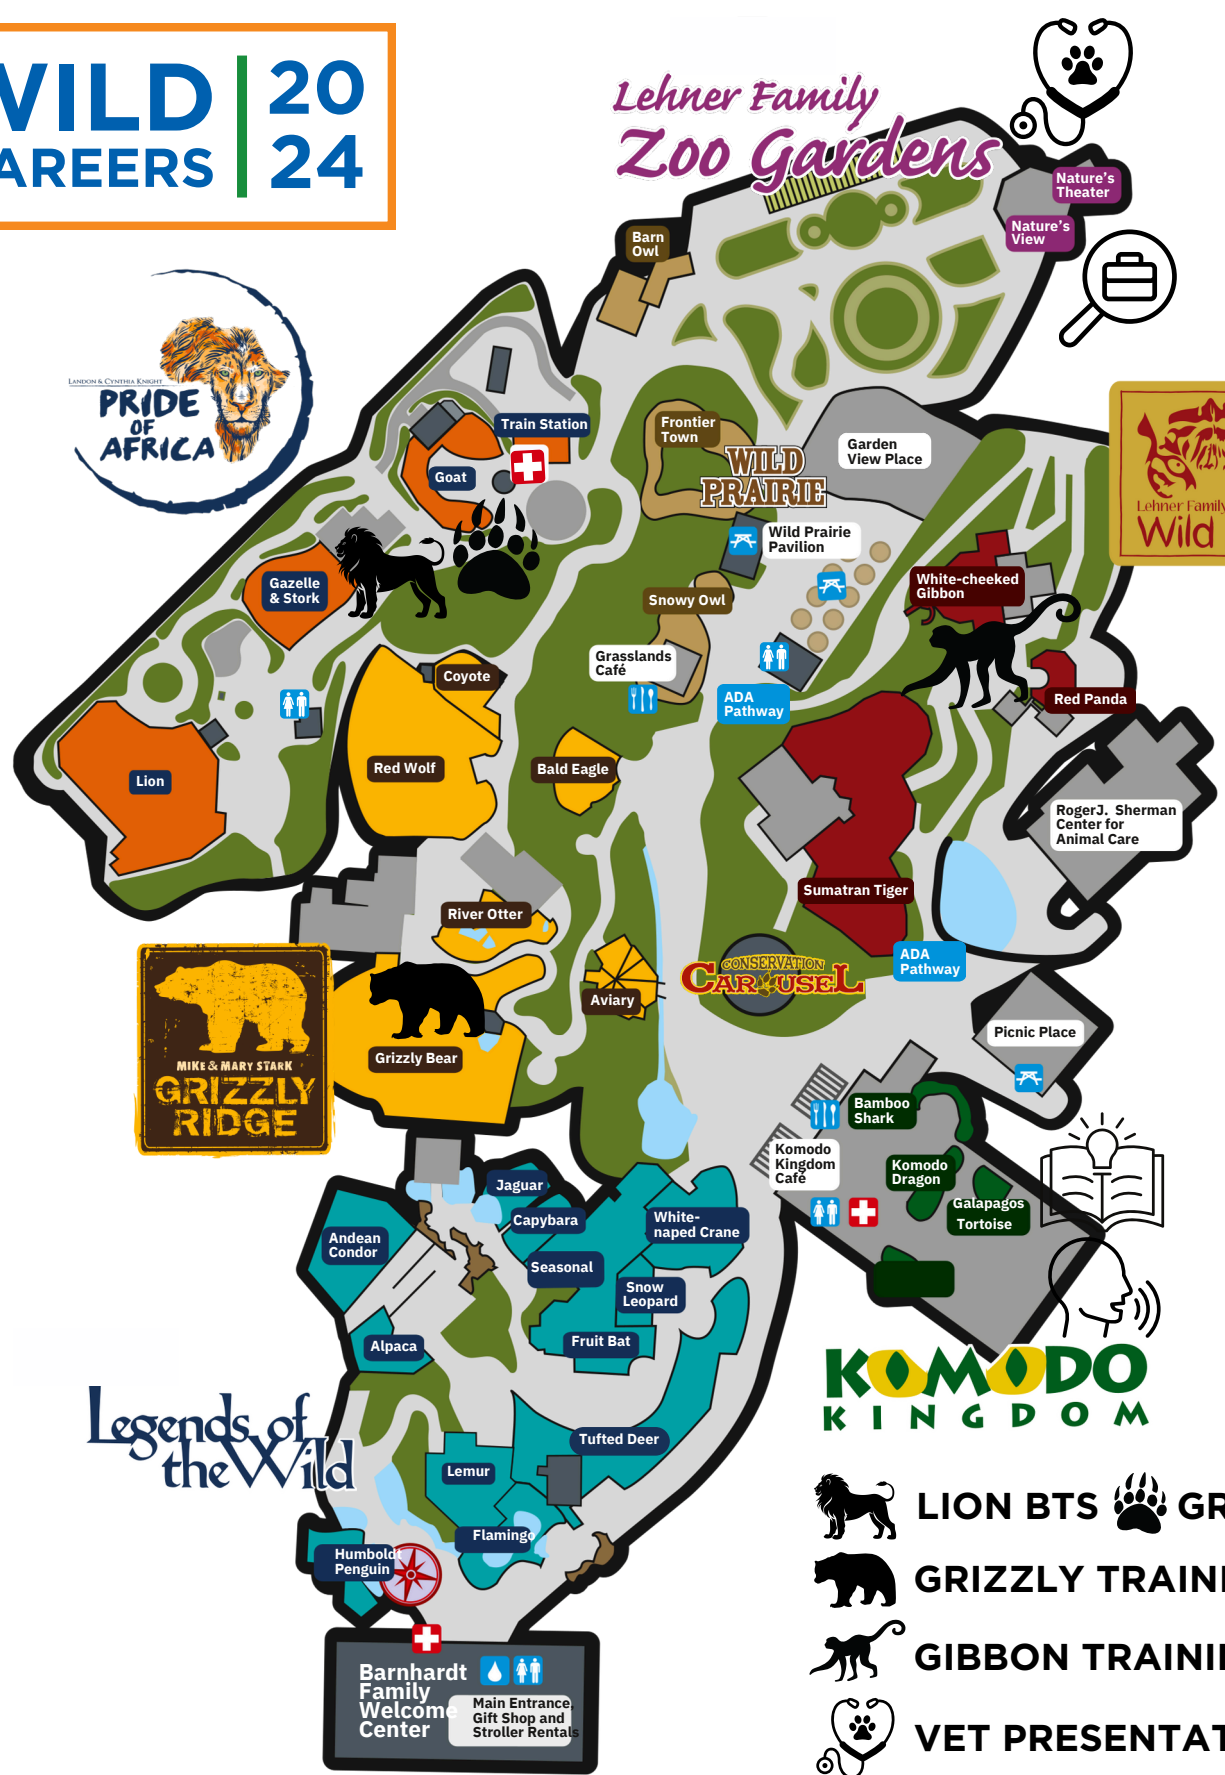 WILD
CAREERS
20
24
Lehner Family
Zoo Gardens
Nature's
Theater
Nature's
View
Barn
Owl
LANDON & CYNTHIA KNIGHT
PRIDE
OF
AFRICA
Train Station
Goat
Frontier
Town
WILD
PRAIRIE
Garden
View Place
Lehner Family
Wild
Wild Prairie
Pavilion
Gazelle
& Stork
Snowy Owl
White-cheeked
Gibbon
Grasslands
Café
Coyote
ADA
Pathway
Red Panda
Lion
Red Wolf
Bald Eagle
RogerJ. Sherman
Center for
Animal Care
Sumatran Tiger
River Otter
ADA
Pathway
CONSERVATION
CAROUSEL
Aviary
Picnic Place
Grizzly Bear
MIKE & MARY STARK
GRIZZLY
RIDGE
Bamboo
Shark
Komodo
Kingdom
Café
Komodo
Dragon
Galapagos
Tortoise
Jaguar
Capybara
White-
naped Crane
Andean
Condor
Seasonal
Snow
Leopard
Fruit Bat
Alpaca
KOMODO
KINGDOM
Legends of
the Wild
Tufted Deer
Lemur
Flamingo
Humboldt
Penguin
LION BTS
GR
GRIZZLY TRAINI
GIBBON TRAINI
VET PRESENTAT
Barnhardt
Family
Welcome
Center
Main Entrance,
Gift Shop and
Stroller Rentals